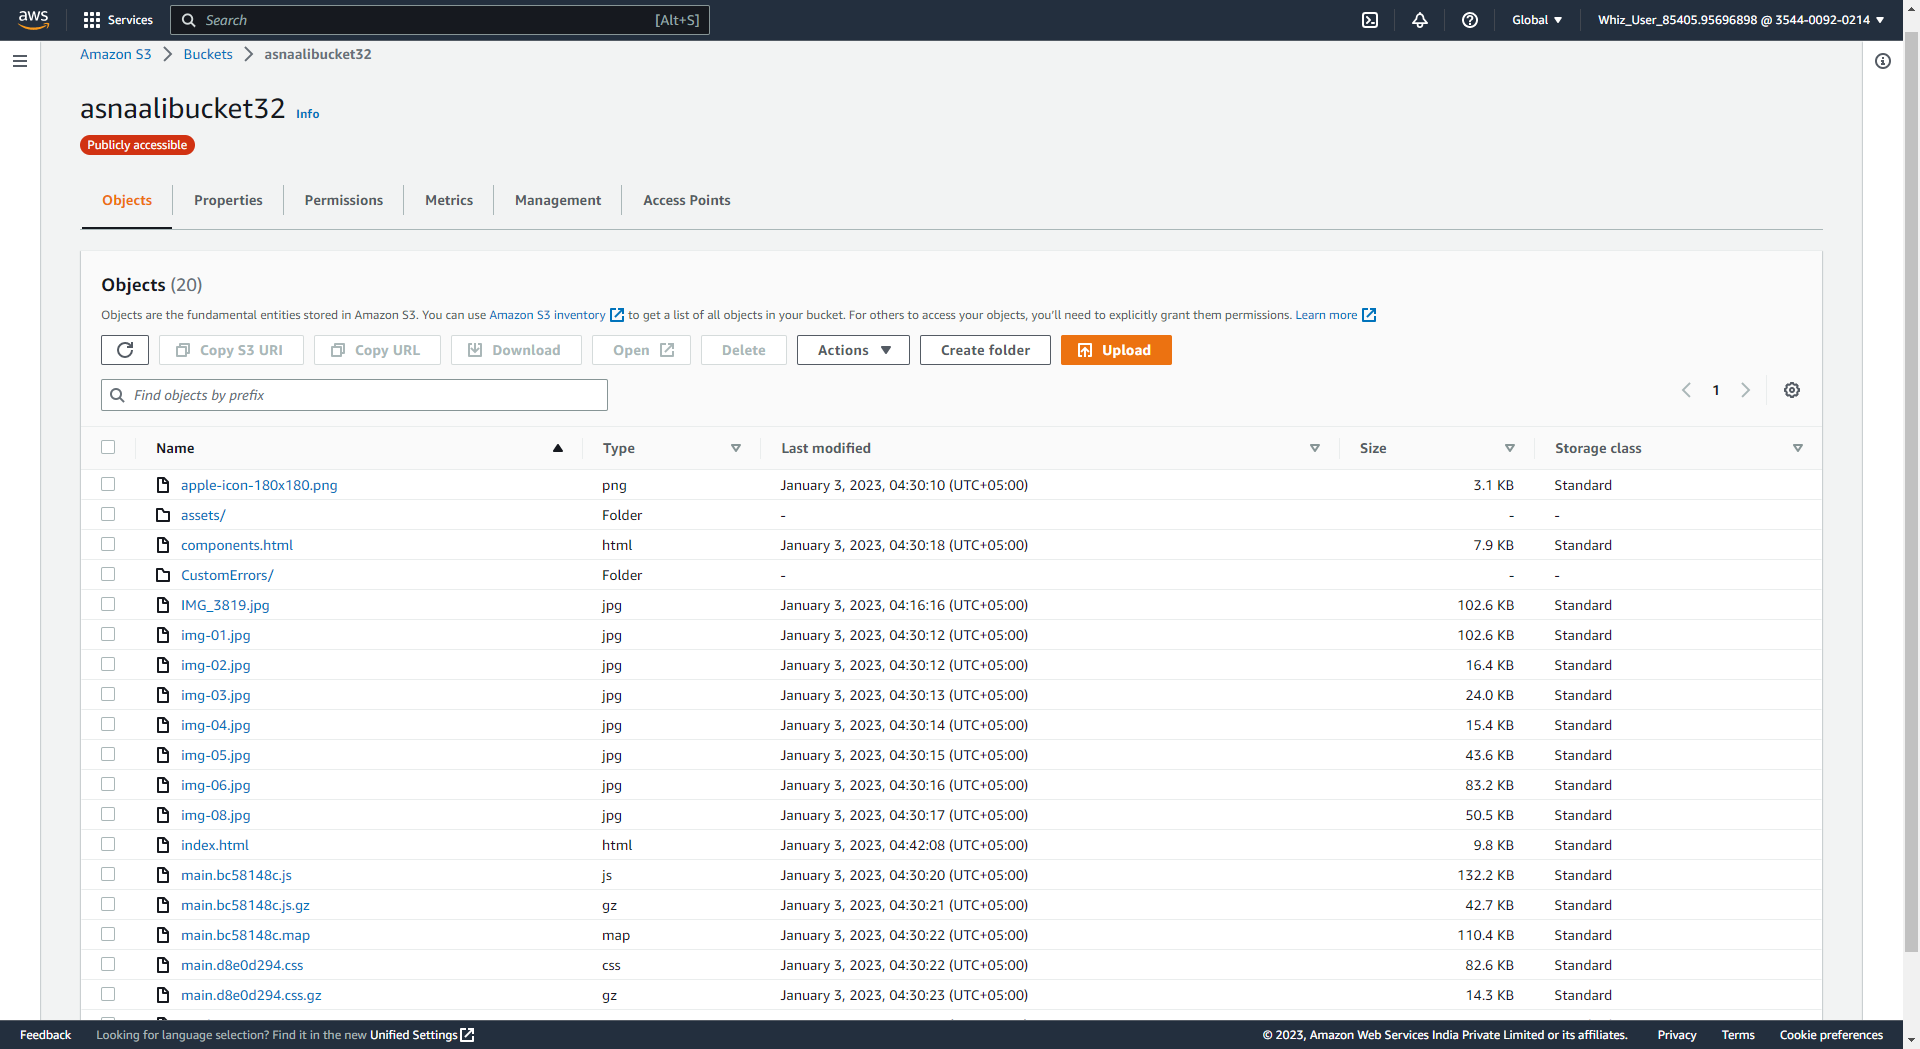 aws Services Search [Alt+S] Global Whiz_User_85405.95696898 @ 3544-0092-0214
Amazon S3 Buckets asnaalibucket32
asnaalibucket32 Info
Publicly accessible
Objects Properties Permissions Metrics Management Access Points
Objects (20)
Objects are the fundamental entities stored in Amazon S3. You can use Amazon S3 inventory to get a list of all objects in your bucket. For others to access your objects, you'll need to explicitly grant them permissions. Learn more
Copy S3 URI Copy URL Download Open Delete Actions Create folder Upload
Find objects by prefix 1
Name Type Last modified Size Storage class
apple-icon-180x180.png png January 3, 2023, 04:30:10 (UTC+05:00) 3.1 KB Standard
assets/ Folder - - -
components.html html January 3, 2023, 04:30:18 (UTC+05:00) 7.9 KB Standard
CustomErrors/ Folder - - -
IMG_3819.jpg jpg January 3, 2023, 04:16:16 (UTC+05:00) 102.6 KB Standard
img-01.jpg jpg January 3, 2023, 04:30:12 (UTC+05:00) 102.6 KB Standard
img-02.jpg jpg January 3, 2023, 04:30:12 (UTC+05:00) 16.4 KB Standard
img-03.jpg jpg January 3, 2023, 04:30:13 (UTC+05:00) 24.0 KB Standard
img-04.jpg jpg January 3, 2023, 04:30:14 (UTC+05:00) 15.4 KB Standard
img-05.jpg jpg January 3, 2023, 04:30:15 (UTC+05:00) 43.6 KB Standard
img-06.jpg jpg January 3, 2023, 04:30:16 (UTC+05:00) 83.2 KB Standard
img-08.jpg jpg January 3, 2023, 04:30:17 (UTC+05:00) 50.5 KB Standard
index.html html January 3, 2023, 04:42:08 (UTC+05:00) 9.8 KB Standard
main.bc58148c.js js January 3, 2023, 04:30:20 (UTC+05:00) 132.2 KB Standard
main.bc58148c.js.gz gz January 3, 2023, 04:30:21 (UTC+05:00) 42.7 KB Standard
main.bc58148c.map map January 3, 2023, 04:30:22 (UTC+05:00) 110.4 KB Standard
main.d8e0d294.css css January 3, 2023, 04:30:22 (UTC+05:00) 82.6 KB Standard
main.d8e0d294.css.gz gz January 3, 2023, 04:30:23 (UTC+05:00) 14.3 KB Standard
Feedback Looking for language selection? Find it in the new Unified Settings © 2023, Amazon Web Services India Private Limited or its affiliates. Privacy Terms Cookie preferences